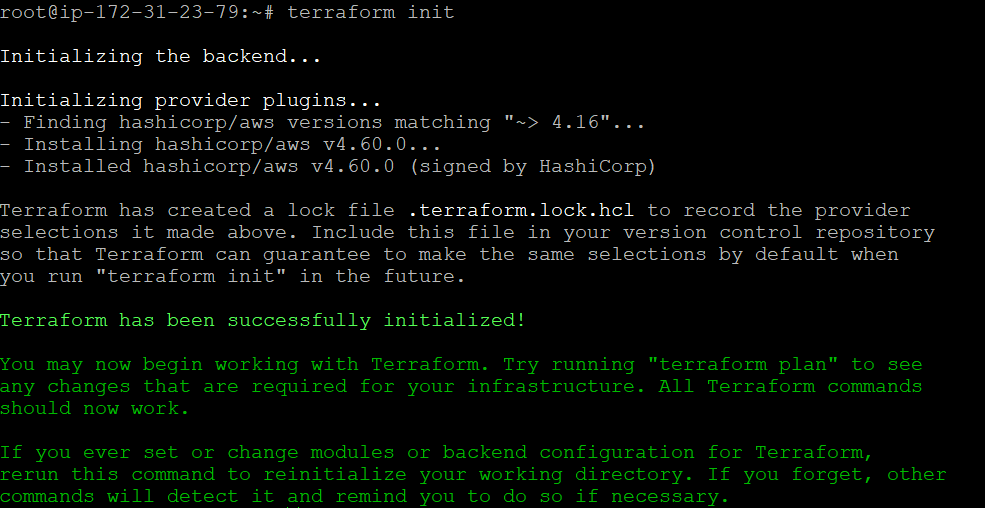 root@ip-172-31-23-79:~# terraform init
Initializing the backend...
Initializing provider plugins...
- Finding hashicorp/aws versions matching "~> 4.16"...
- Installing hashicorp/aws v4.60.0...
- Installed hashicorp/aws v4.60.0 (signed by HashiCorp)
Terraform has created a lock file .terraform.lock.hcl to record the provider
selections it made above. Include this file in your version control repository
so that Terraform can guarantee to make the same selections by default when
you run "terraform init" in the future.
Terraform has been successfully initialized!
You may now begin working with Terraform. Try running "terraform plan" to see
any changes that are required for your infrastructure. All Terraform commands
should now work.
If you ever set or change modules or backend configuration for Terraform,
rerun this command to reinitialize your working directory. If you forget, other
commands will detect it and remind you to do so if necessary.